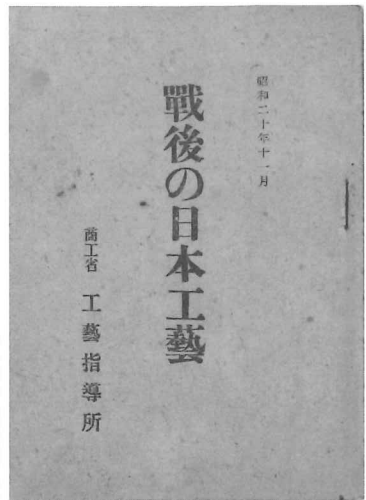 昭和二十年十一月
戰後の日本工藝
商工省 工藝指導所